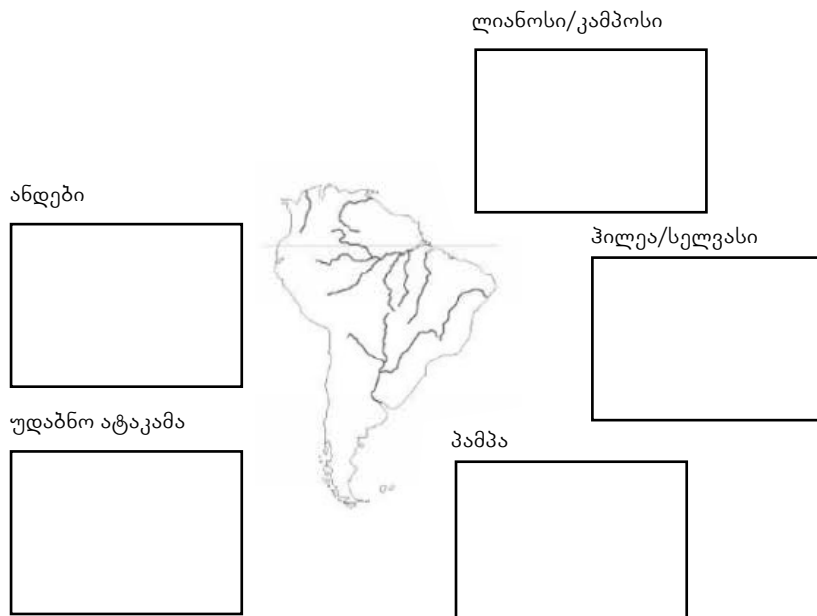 ლიანოსი/კამპოსი
ანდები
ჰილეა/სელვასი
უდაბნო ატაკამა
პამპა